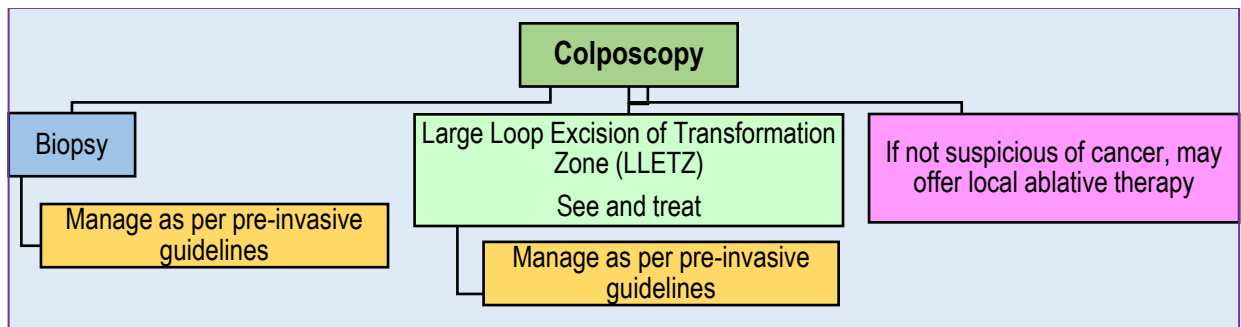 Colposcopy
Biopsy
Manage as per pre-invasive
guidelines
Large Loop Excision of Transformation
Zone (LLETZ)
See and treat
Manage as per pre-invasive
guidelines
If not suspicious of cancer, may
offer local ablative therapy